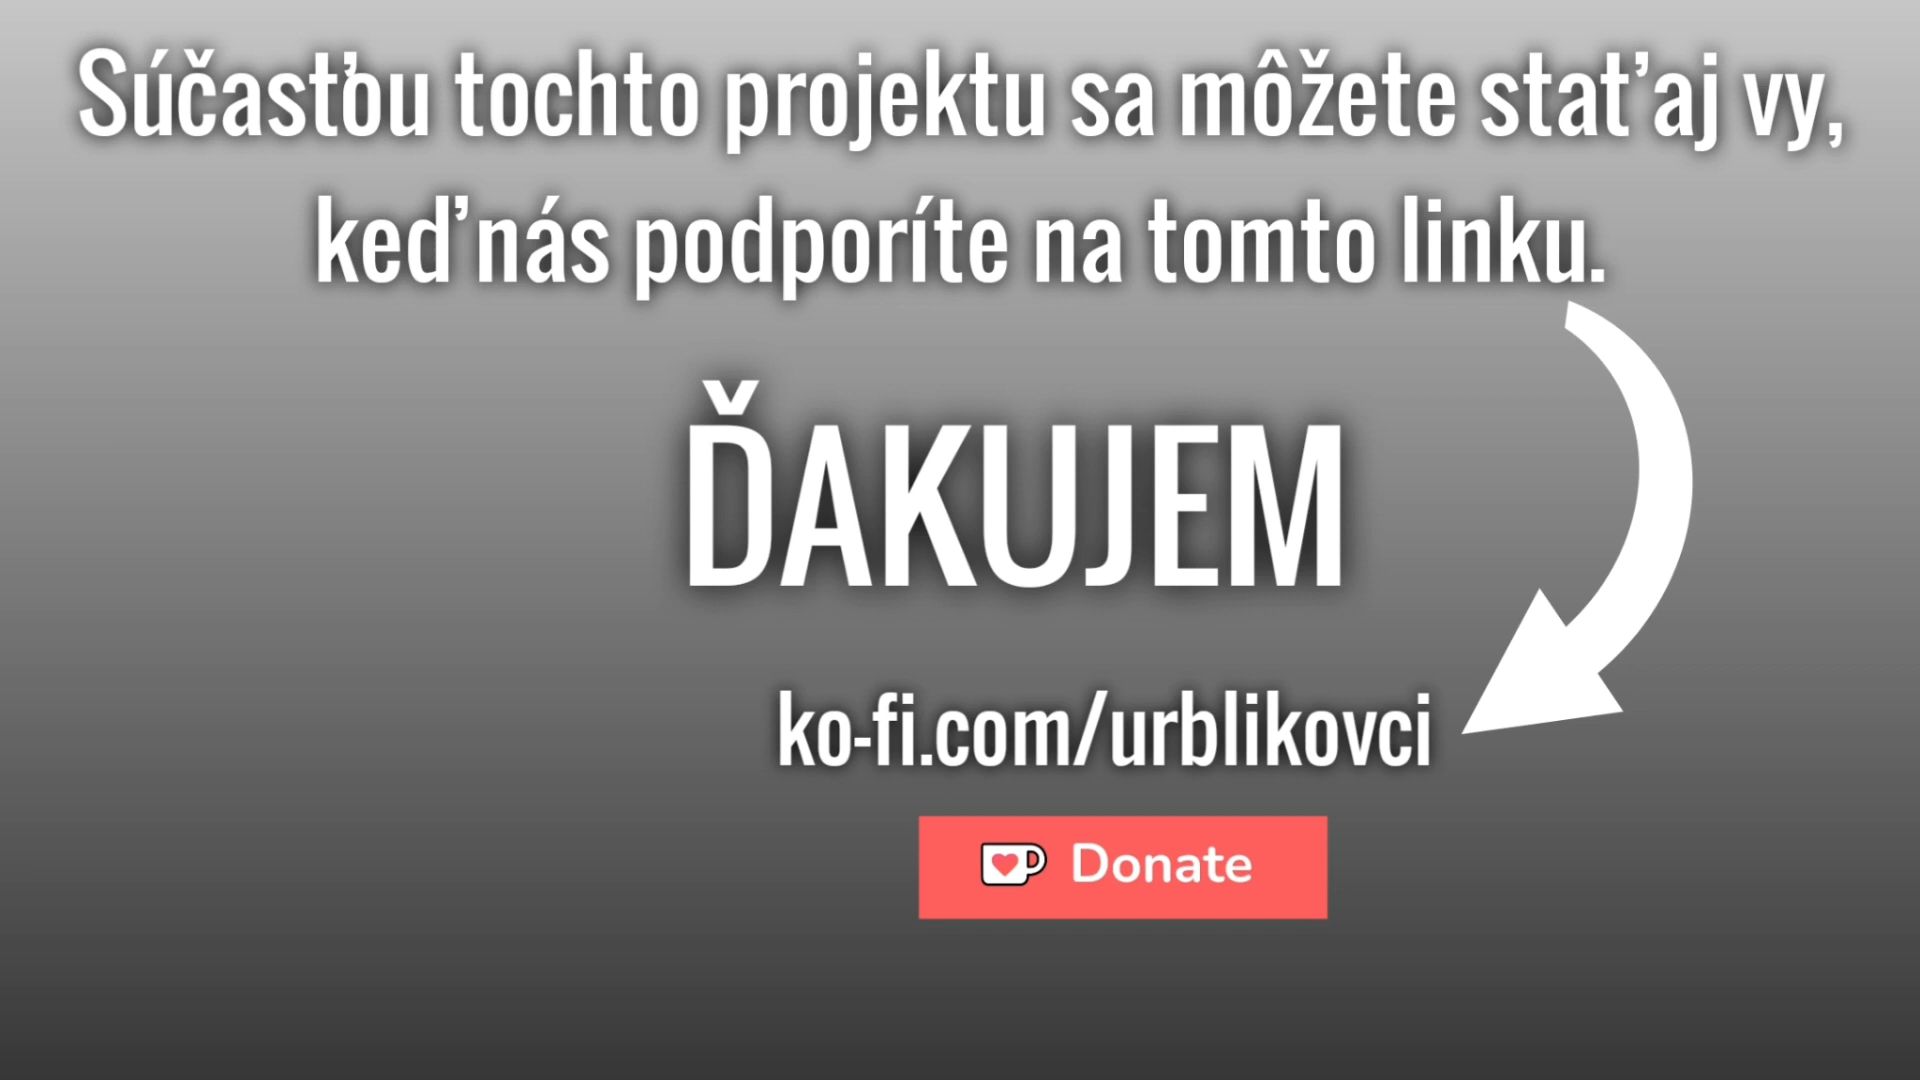 Súčasťou tochto projektu sa môžete stať aj vy,
keď nás podporíte na tomto linku.
ĎAKUJEM
ko-fi.com/urblikovci
Donate